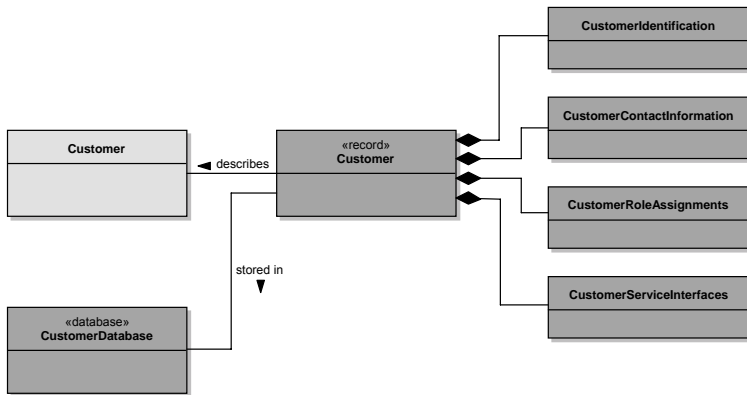 CustomerIdentification
CustomerContactInformation
«record»
Customer
Customer
describes
CustomerRoleAssignments
stored in
CustomerServiceInterfaces
«database»
CustomerDatabase